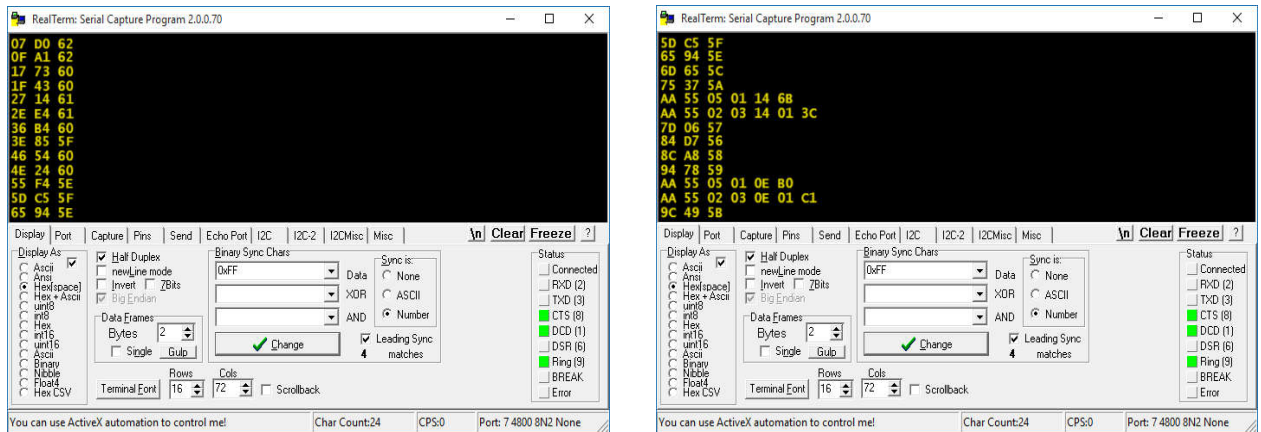 RealTerm: Serial Capture Program 2.0.0.70
07 D0 62
0F A1 62
17 73 60
1F 43 60
27 14 61
2E E4 61
36 B4 60
3E 85 5F
46 54 60
4E 24 60
55 F4 5E
5D C5 5F
65 94 5E
Display Port Capture Pins Send Echo Port I2C I2C-2 I2CMisc Misc \n Clear Freeze ?
Display As
Ascii
Ansi
Hex[space]
Hex + Ascii
uint8
int8
Hex
int16
uint16
Ascii
Binary
Nibble
Float4
Hex CSV
Half Duplex
newLine mode
Invert 7Bits
Big Endian
Data Frames
Bytes 2
Single Gulp
Rows Cols
Terminal Font 16 72 Scrollback
Binary Sync Chars
0xFF Data
XOR
AND
Change
Sync is:
None
ASCII
Number
Leading Sync
4 matches
Status
Connected
RXD (2)
TXD (3)
CTS (8)
DCD (1)
DSR (6)
Ring (9)
BREAK
Error
You can use ActiveX automation to control me! Char Count:24 CPS:0 Port: 7 4800 8N2 None
RealTerm: Serial Capture Program 2.0.0.70
5D C5 5F
65 94 5E
6D 65 5C
75 37 5A
AA 55 05 01 14 6B
AA 55 02 03 14 01 3C
7D 06 57
84 D7 56
8C A8 58
94 78 59
AA 55 05 01 0E B0
AA 55 02 03 0E 01 C1
9C 49 5B
Display Port Capture Pins Send Echo Port I2C I2C-2 I2CMisc Misc \n Clear Freeze ?
Display As
Ascii
Ansi
Hex[space]
Hex + Ascii
uint8
int8
Hex
int16
uint16
Ascii
Binary
Nibble
Float4
Hex CSV
Half Duplex
newLine mode
Invert 7Bits
Big Endian
Data Frames
Bytes 2
Single Gulp
Rows Cols
Terminal Font 16 72 Scrollback
Binary Sync Chars
0xFF Data
XOR
AND
Change
Sync is:
None
ASCII
Number
Leading Sync
4 matches
Status
Connected
RXD (2)
TXD (3)
CTS (8)
DCD (1)
DSR (6)
Ring (9)
BREAK
Error
You can use ActiveX automation to control me! Char Count:24 CPS:0 Port: 7 4800 8N2 None